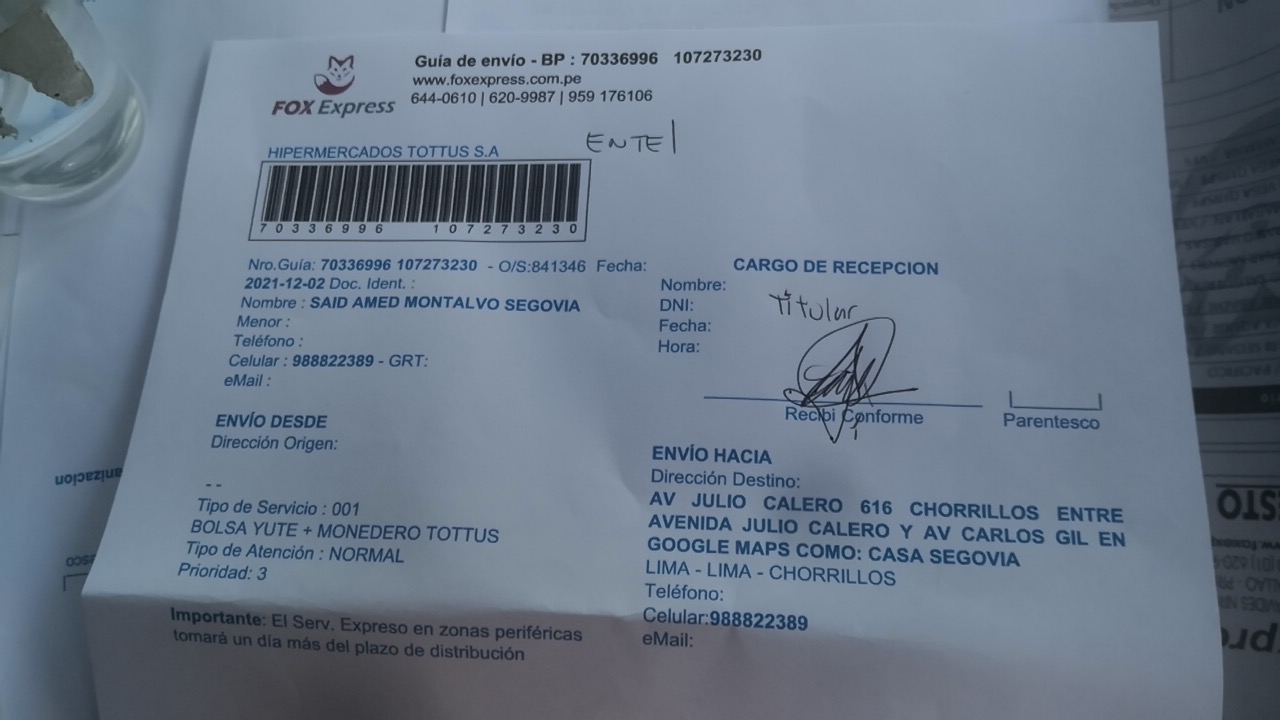 FOX Express
Guía de envío - BP : 70336996 107273230
www.foxexpress.com.pe
644-0610 | 620-9987 | 959 176106
ENTEL
HIPERMERCADOS TOTTUS S.A
70336996 107273230
Nro.Guía: 70336996 107273230 - O/S:841346 Fecha:
2021-12-02 Doc. Ident. :
Nombre : SAID AMED MONTALVO SEGOVIA
Menor :
Teléfono :
Celular : 988822389 - GRT:
eMail :
ENVÍO DESDE
Dirección Origen:
- -
Tipo de Servicio : 001
BOLSA YUTE + MONEDERO TOTTUS
Tipo de Atención : NORMAL
Prioridad: 3
Importante: El Serv. Expreso en zonas periféricas
tomará un día más del plazo de distribución
CARGO DE RECEPCION
Nombre:
DNI:
Titular
Fecha:
Hora:
Recibi Conforme
Parentesco
ENVÍO HACIA
Dirección Destino:
AV JULIO CALERO 616 CHORRILLOS ENTRE
AVENIDA JULIO CALERO Y AV CARLOS GIL EN
GOOGLE MAPS COMO: CASA SEGOVIA
LIMA - LIMA - CHORRILLOS
Teléfono:
Celular:988822389
eMail: